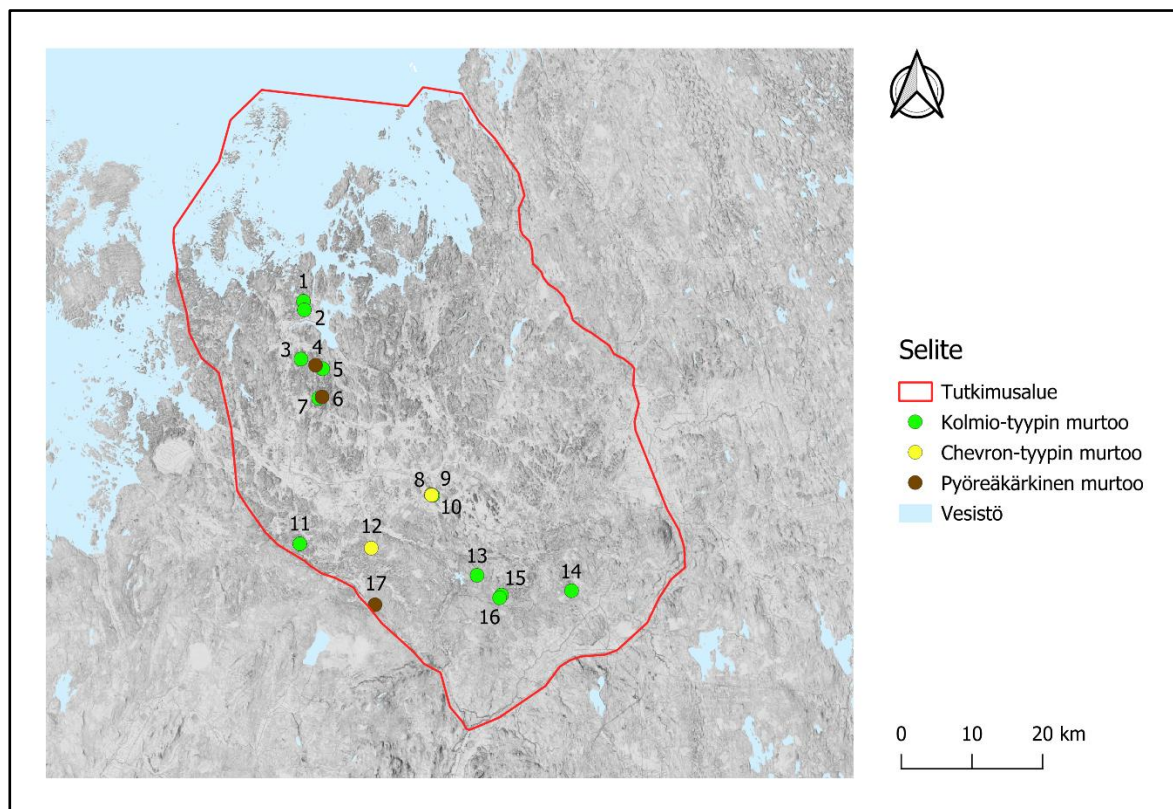 1
2
3
4
5
6
7
8
9
10
11
12
13
14
15
16
17
Selite
Tutkimusalue
Kolmio-tyypin murtoo
Chevron-tyypin murtoo
Pyöreäkärkinen murtoo
Vesistö
0 10 20 km